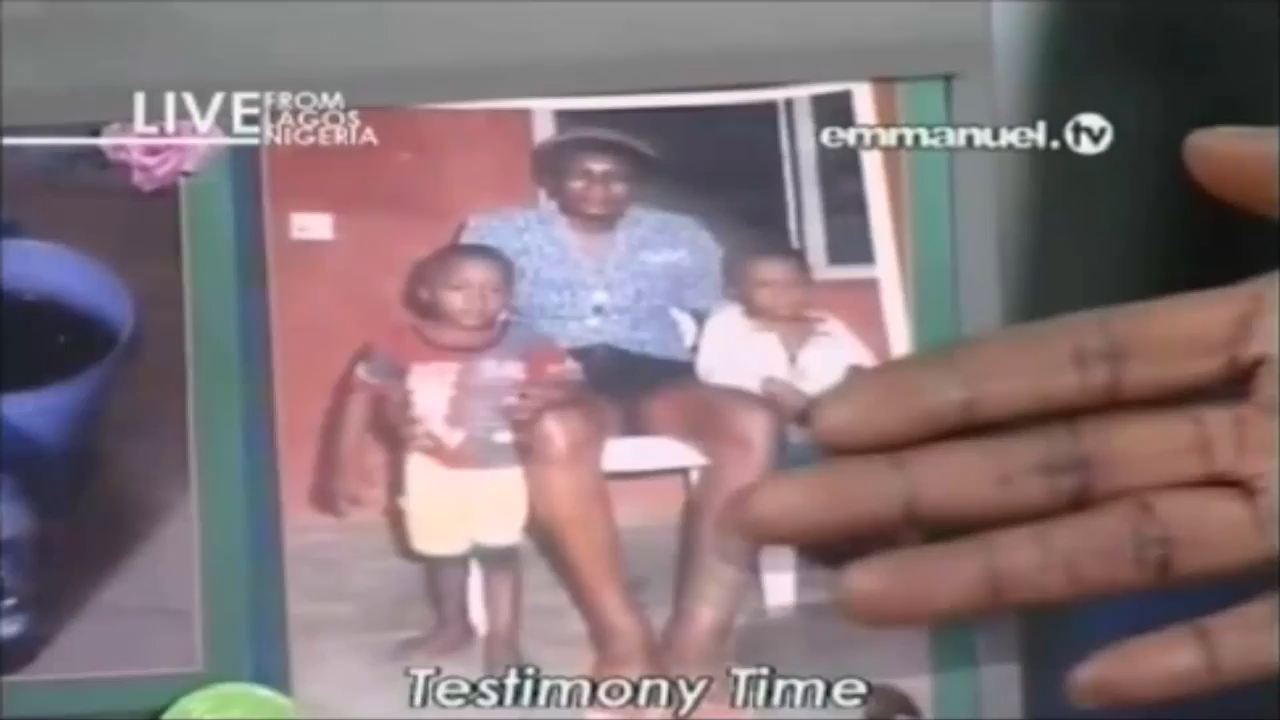 LIVE FROM
LAGOS
NIGERIA
emmanuel.tv
Testimony Time